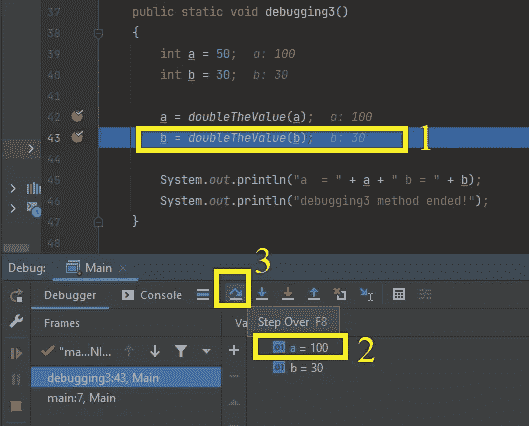 37 public static void debugging3()
38 {
39 int a = 50; a: 100
40 int b = 30; b: 30
41
42 a = doubleTheValue(a); a: 100
43 b = doubleTheValue(b); b: 30 1
45 System.out.println("a  = " + a + " b = " + b);
46 System.out.println("debugging3 method ended!");
47 }
48
Debug: Main ×
3
Debugger Console
Step Over F8
Frames Va
"ma...NI...
a = 100 2
debugging3:43, Main b = 30
main:7, Main